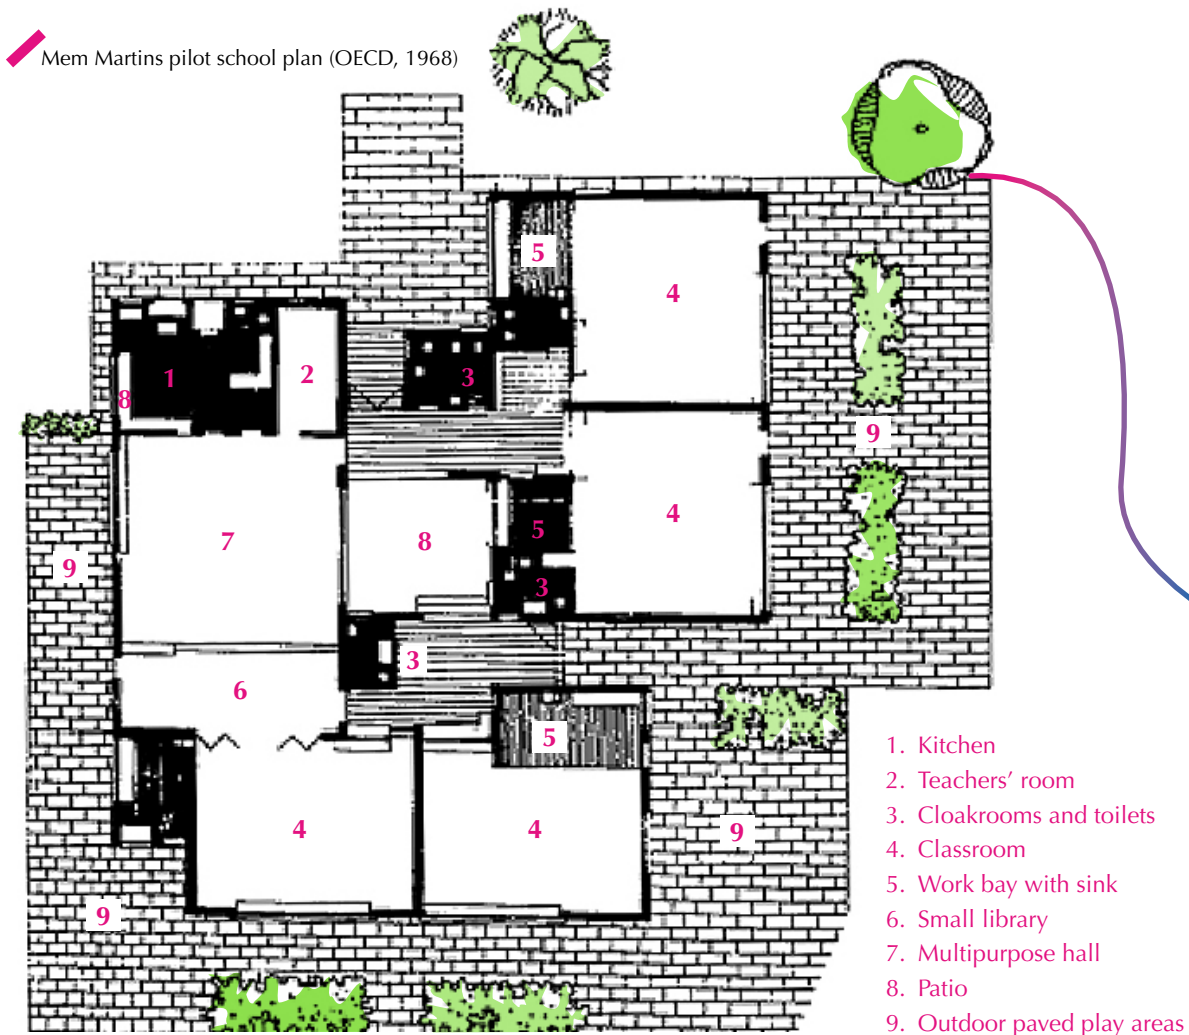 Mem Martins pilot school plan (OECD, 1968)
5
4
1
2
3
8
9
5
4
7
8
9
3
3
6
5
4
4
9
9
1. Kitchen
2. Teachers’ room
3. Cloakrooms and toilets
4. Classroom
5. Work bay with sink
6. Small library
7. Multipurpose hall
8. Patio
9. Outdoor paved play areas